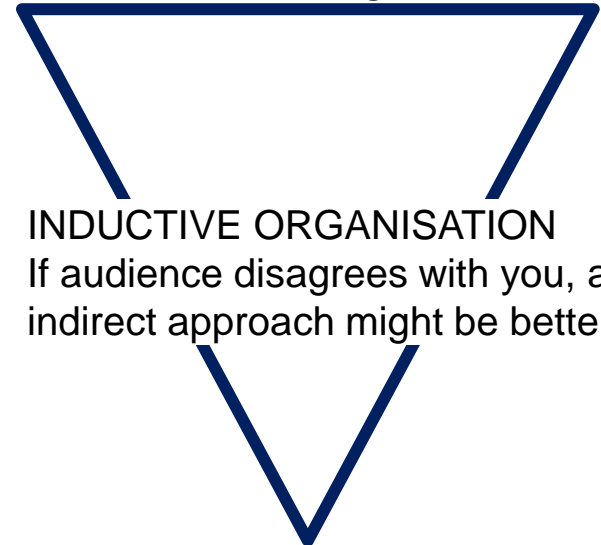 INDUCTIVE ORGANISATION
If audience disagrees with you, a
indirect approach might be bette